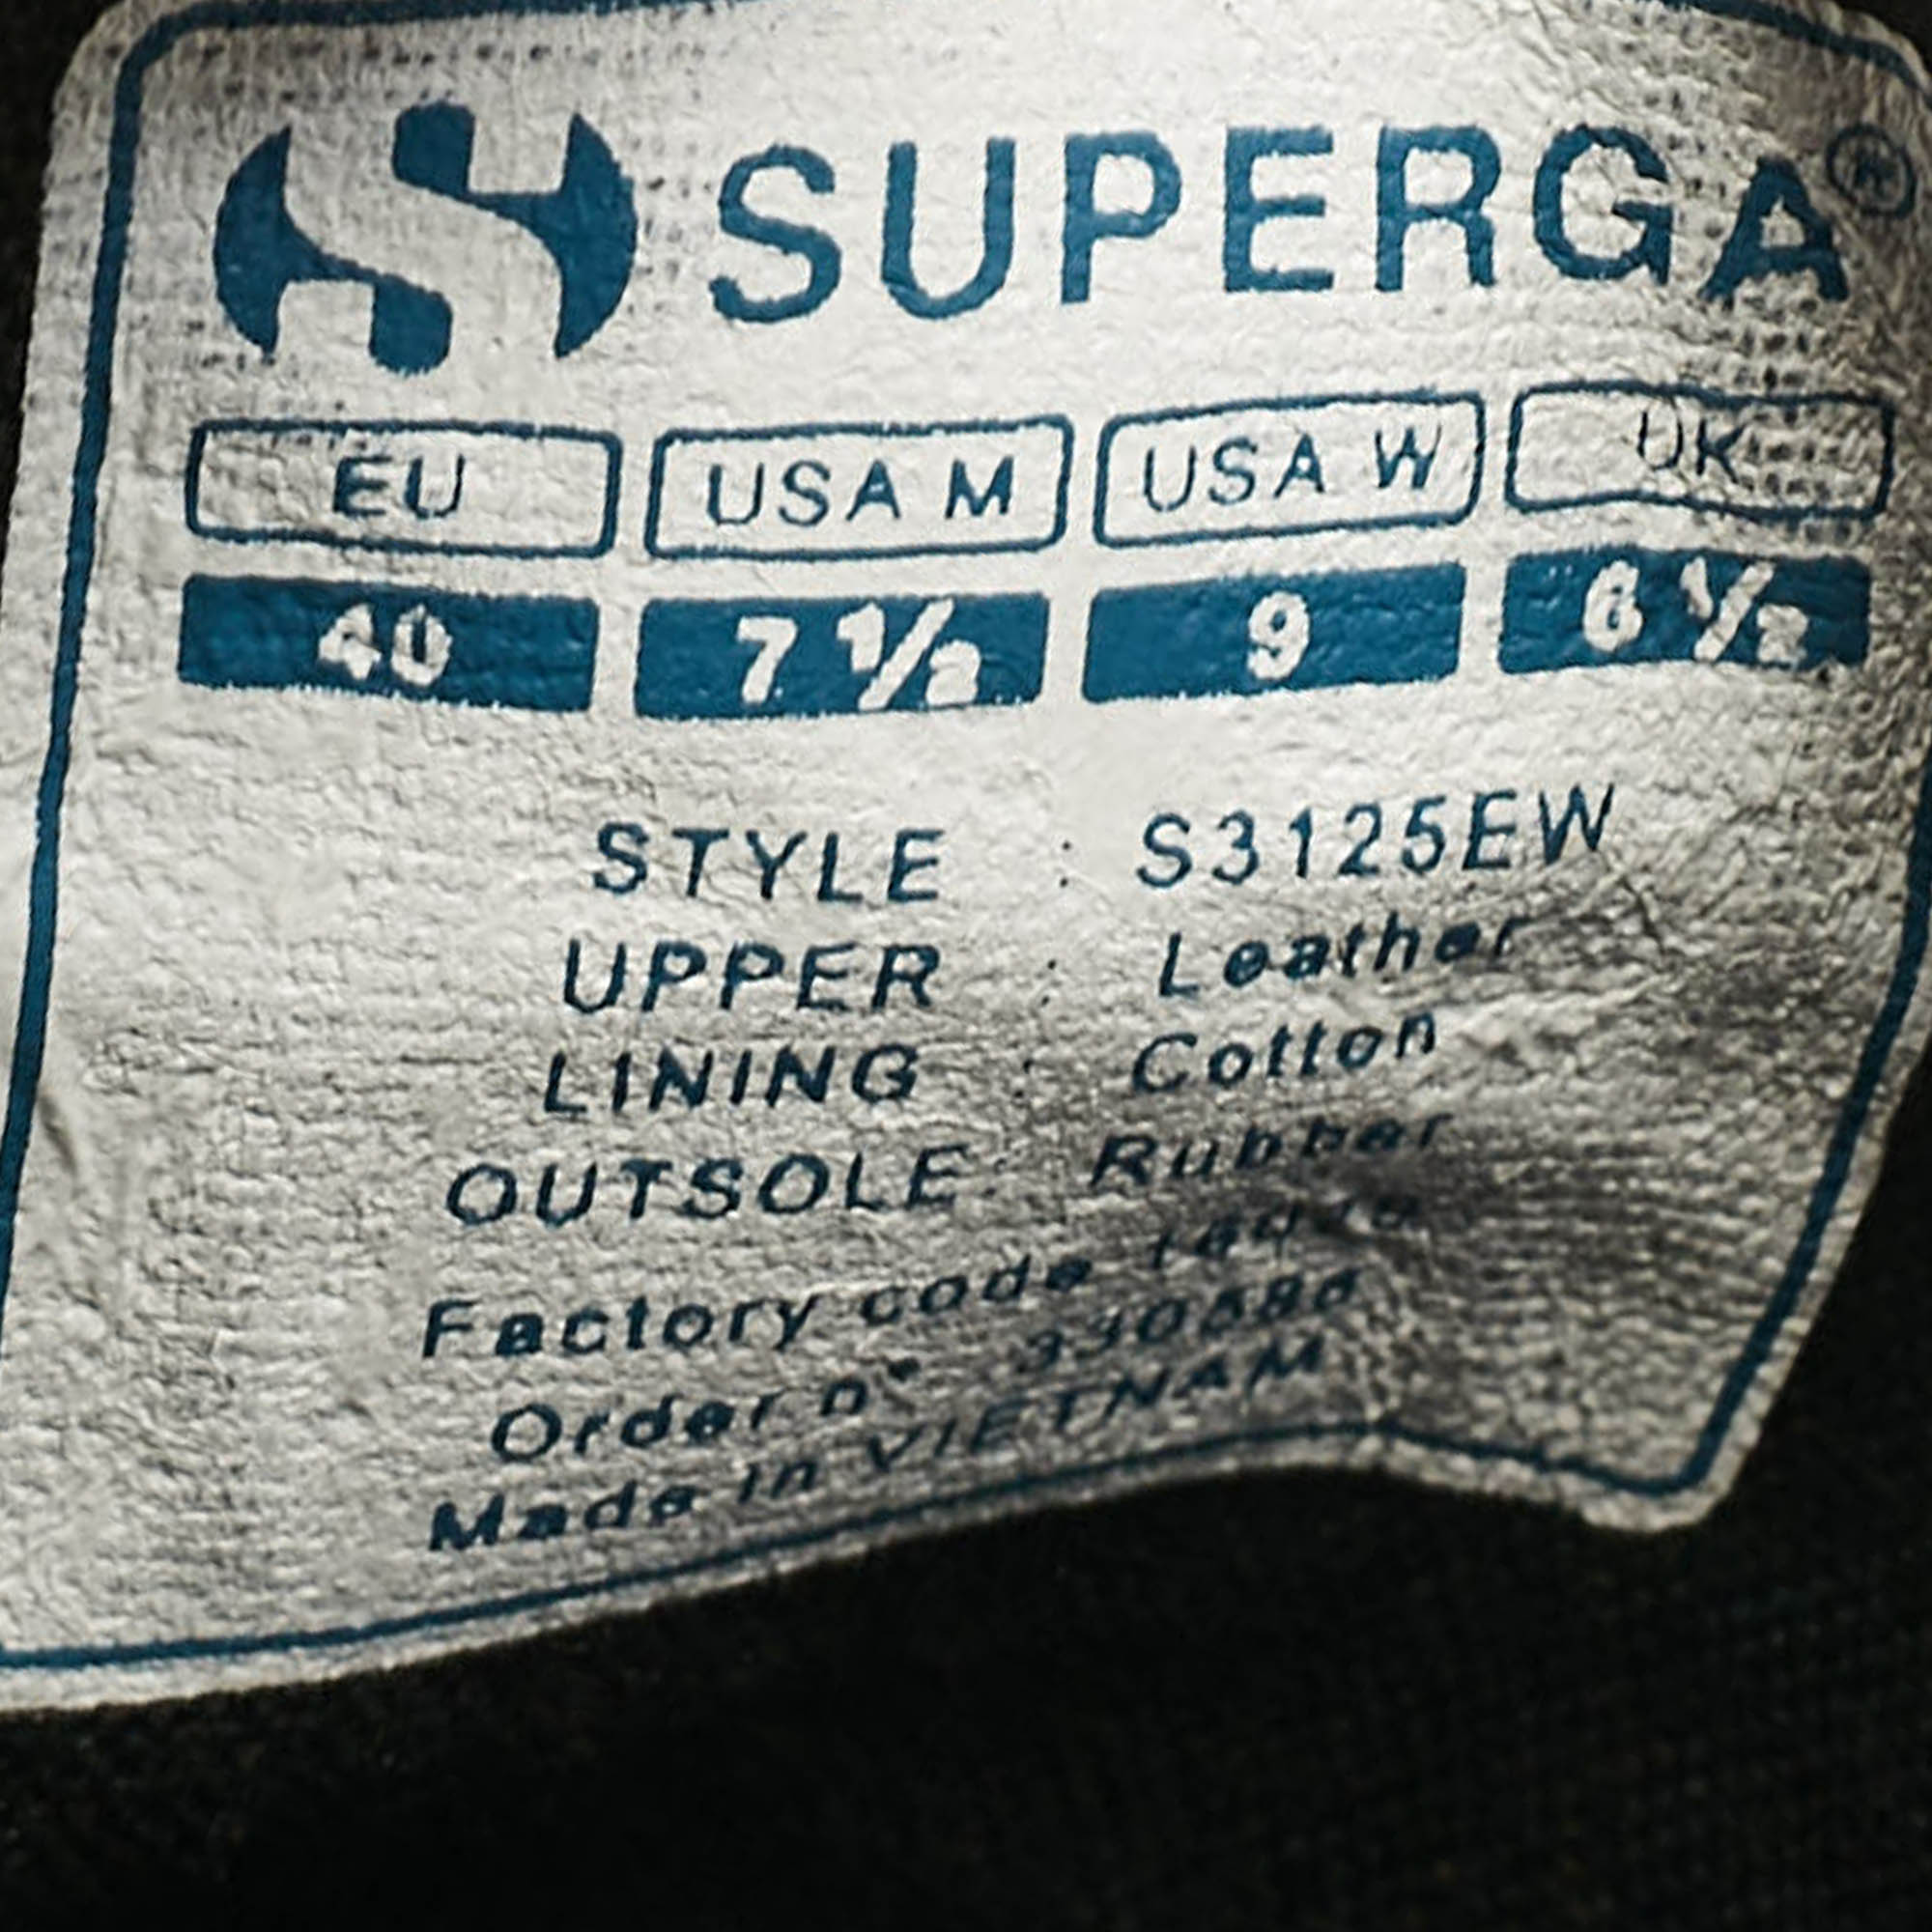 SUPERGA®
EU USA M USA W UK
40 7 1/2 9 6 1/2
STYLE : S3125EW
UPPER : Leather
LINING : Cotton
OUTSOLE : Rubber
Factory code
Order n°
Made in VIETNAM